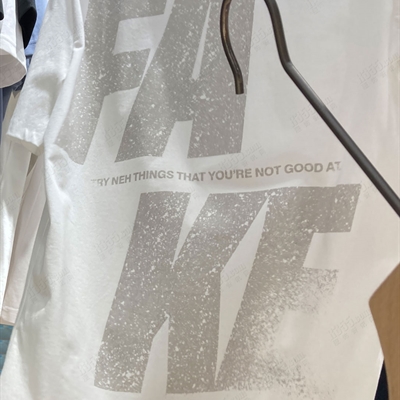 FA
TRY NEH THINGS THAT YOU'RE NOT GOOD AT.
KE